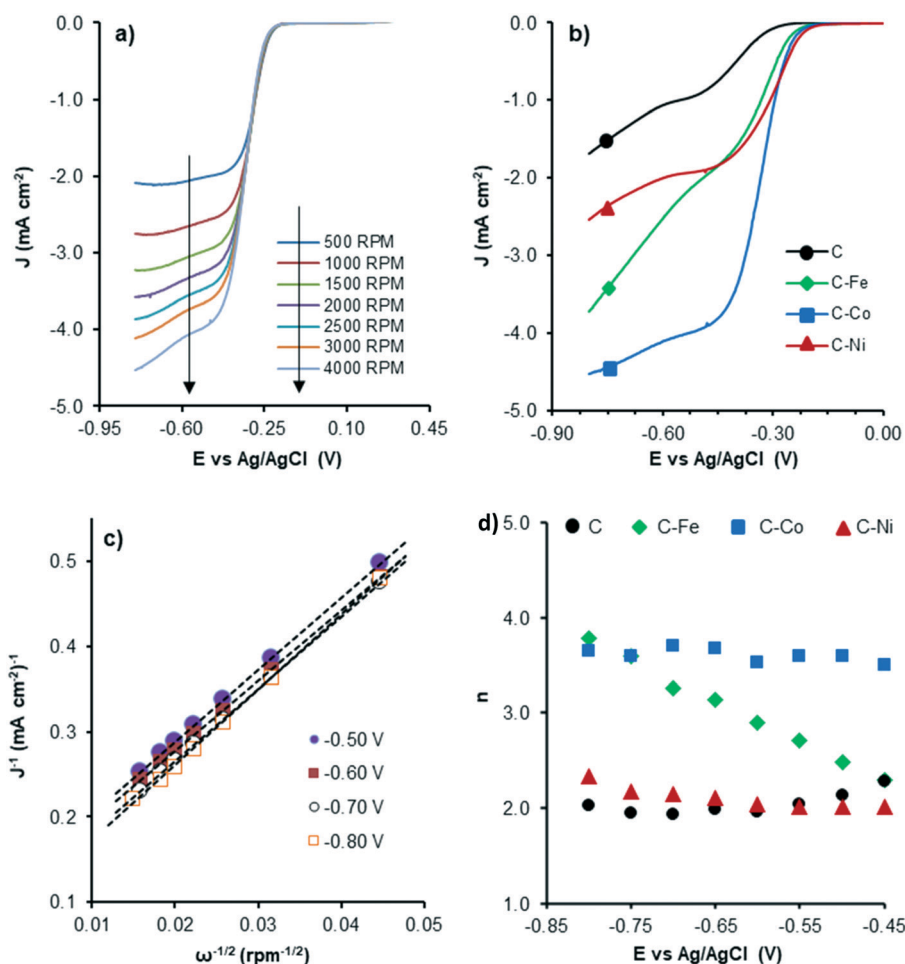 a)
0.0
-1.0
-2.0
-3.0
-4.0
-5.0
J (mA cm-2)
500 RPM
1000 RPM
1500 RPM
2000 RPM
2500 RPM
3000 RPM
4000 RPM
-0.95 -0.60 -0.25 0.10 0.45
E vs Ag/AgCl (V)
b)
0.0
-1.0
-2.0
-3.0
-4.0
-5.0
J (mA cm-2)
C
C-Fe
C-Co
C-Ni
-0.90 -0.60 -0.30 0.00
E vs Ag/AgCl (V)
c)
0.5
0.4
0.3
0.2
0.1
J-1 (mA cm-2)-1
-0.50 V
-0.60 V
-0.70 V
-0.80 V
0.01 0.02 0.03 0.04 0.05
ω-1/2 (rpm-1/2)
d)
C C-Fe C-Co C-Ni
5.0
4.0
3.0
2.0
1.0
n
-0.85 -0.75 -0.65 -0.55 -0.45
E vs Ag/AgCl (V)